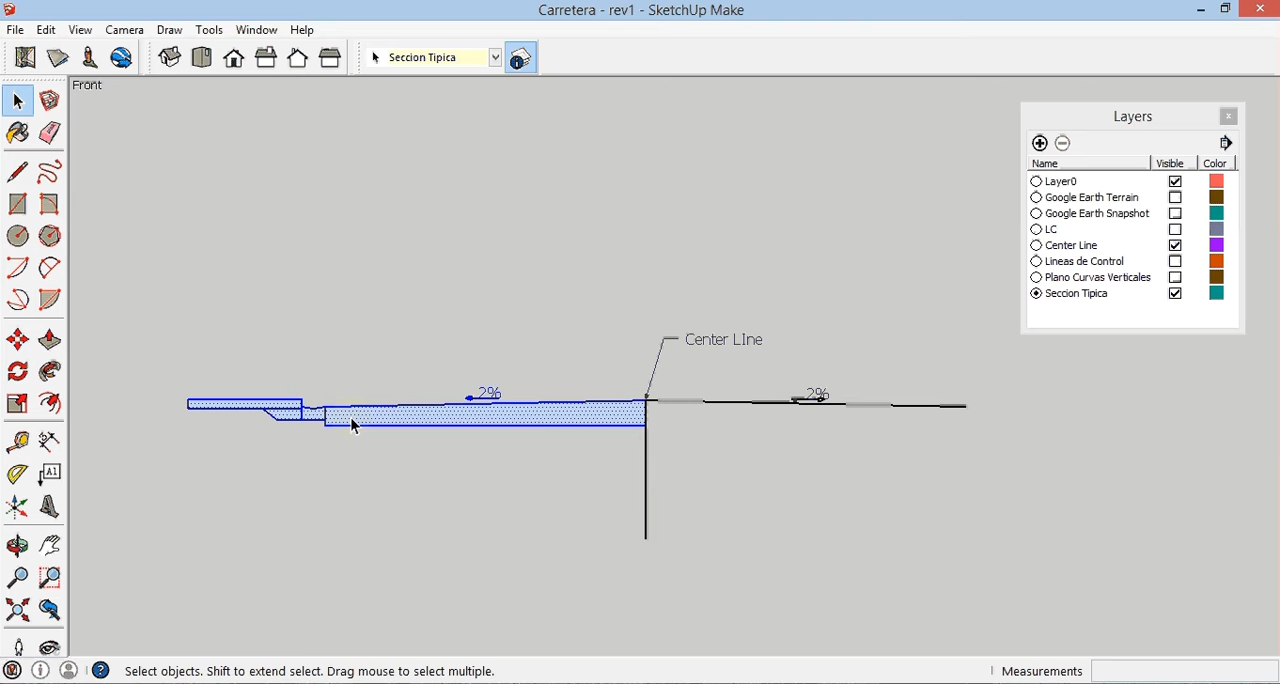 Carretera - rev1 - SketchUp Make
File Edit View Camera Draw Tools Window Help
Seccion Tipica
Front
Layers
Name Visible Color
Layer0
Google Earth Terrain
Google Earth Snapshot
LC
Center Line
Lineas de Control
Plano Curvas Verticales
Seccion Tipica
Center LIne
2% 2%
A1
Select objects. Shift to extend select. Drag mouse to select multiple. Measurements